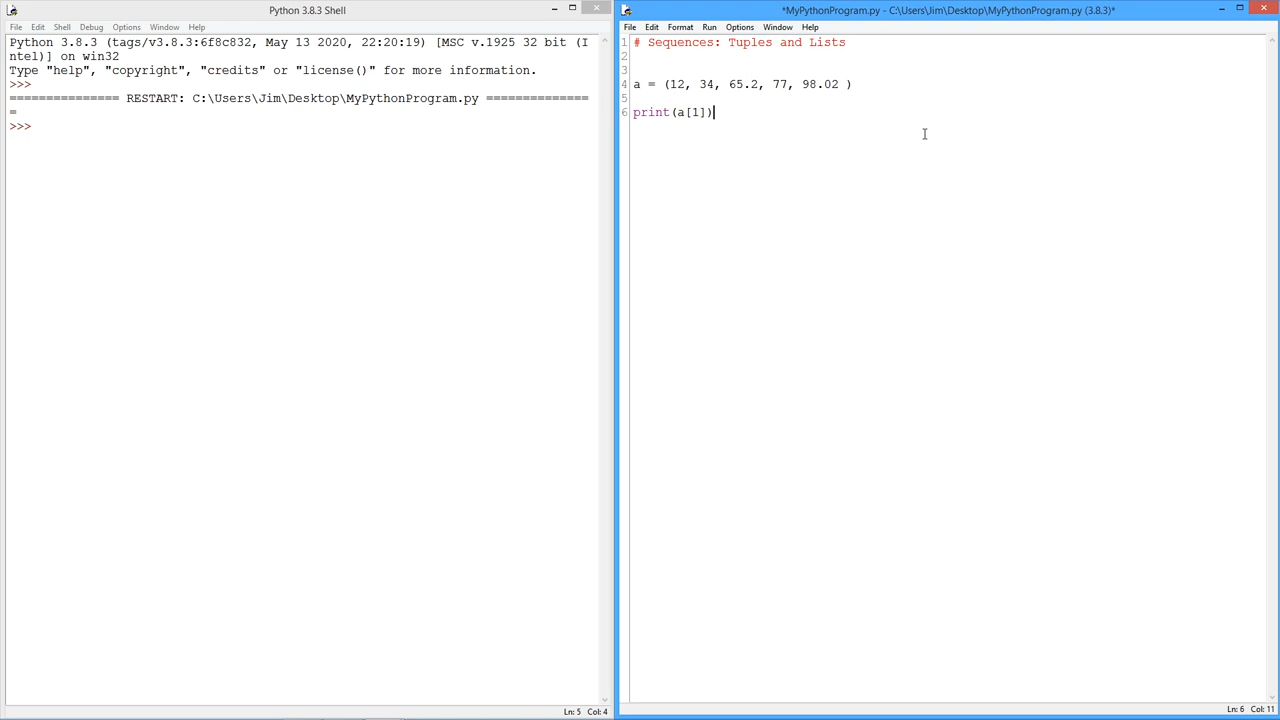 Python 3.8.3 Shell
File Edit Shell Debug Options Window Help
Python 3.8.3 (tags/v3.8.3:6f8c832, May 13 2020, 22:20:19) [MSC v.1925 32 bit (I
ntel)] on win32
Type "help", "copyright", "credits" or "license()" for more information.
>>>
=============== RESTART: C:\Users\Jim\Desktop\MyPythonProgram.py ==============
=
>>>
Ln: 5 Col: 4
*MyPythonProgram.py - C:\Users\Jim\Desktop\MyPythonProgram.py (3.8.3)*
File Edit Format Run Options Window Help
1 # Sequences: Tuples and Lists
2
3
4 a = (12, 34, 65.2, 77, 98.02 )
5
6 print(a[1])
Ln: 6 Col: 11